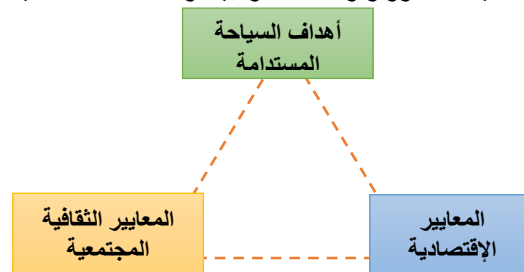 أهداف السياحة
المستدامة
المعايير
الإقتصادية
المعايير الثقافية
المجتمعية